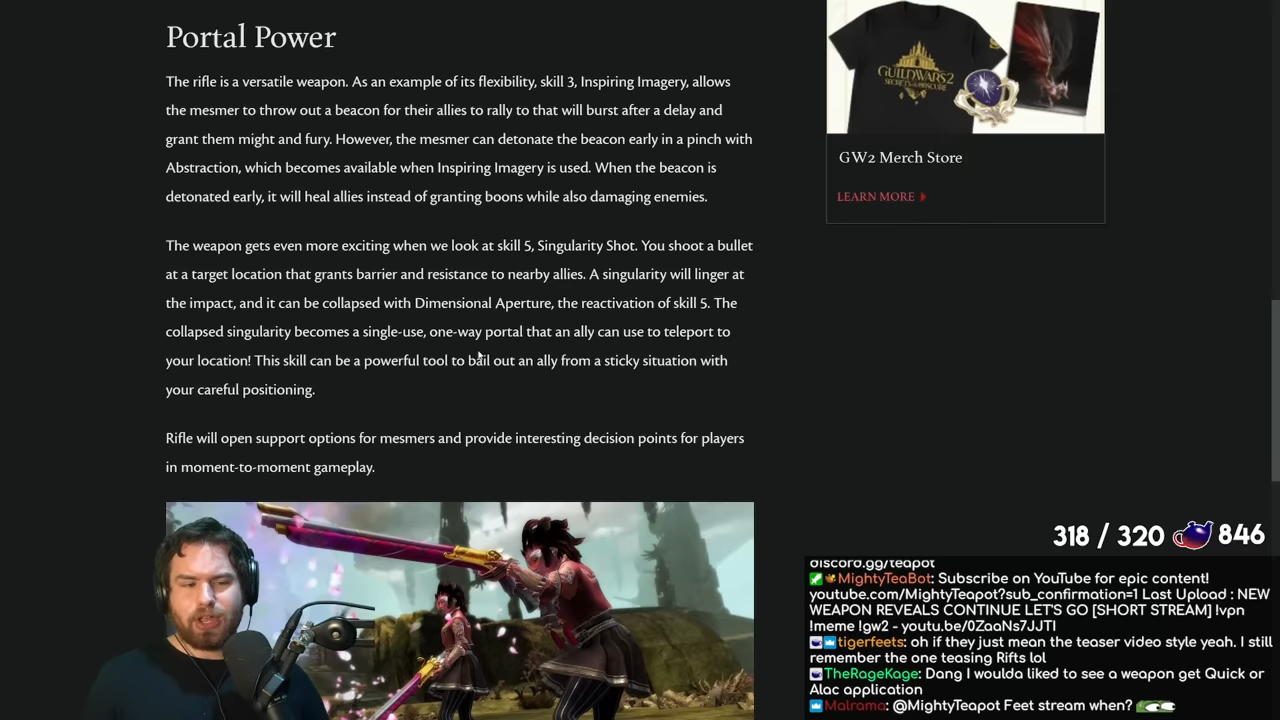 Portal Power
The rifle is a versatile weapon. As an example of its flexibility, skill 3, Inspiring Imagery, allows
the mesmer to throw out a beacon for their allies to rally to that will burst after a delay and
grant them might and fury. However, the mesmer can detonate the beacon early in a pinch with
Abstraction, which becomes available when Inspiring Imagery is used. When the beacon is
detonated early, it will heal allies instead of granting boons while also damaging enemies.
The weapon gets even more exciting when we look at skill 5, Singularity Shot. You shoot a bullet
at a target location that grants barrier and resistance to nearby allies. A singularity will linger at
the impact, and it can be collapsed with Dimensional Aperture, the reactivation of skill 5. The
collapsed singularity becomes a single-use, one-way portal that an ally can use to teleport to
your location! This skill can be a powerful tool to bail out an ally from a sticky situation with
your careful positioning.
Rifle will open support options for mesmers and provide interesting decision points for players
in moment-to-moment gameplay.
GUILD WARS 2
SECRETS OF THE OBSCURE
GW2 Merch Store
LEARN MORE
318 / 320 846
discord.gg/teapot
MightyTeaBot: Subscribe on YouTube for epic content!
youtube.com/MightyTeapot?sub_confirmation=1 Last Upload : NEW
WEAPON REVEALS CONTINUE LET'S GO [SHORT STREAM] !vpn
!meme !gw2 - youtu.be/0ZaaNs7JJTI
tigerfeets: oh if they just mean the teaser video style yeah. I still
remember the one teasing Rifts lol
TheRageKage: Dang I woulda liked to see a weapon get Quick or
Alac application
Malrama: @MightyTeapot Feet stream when?